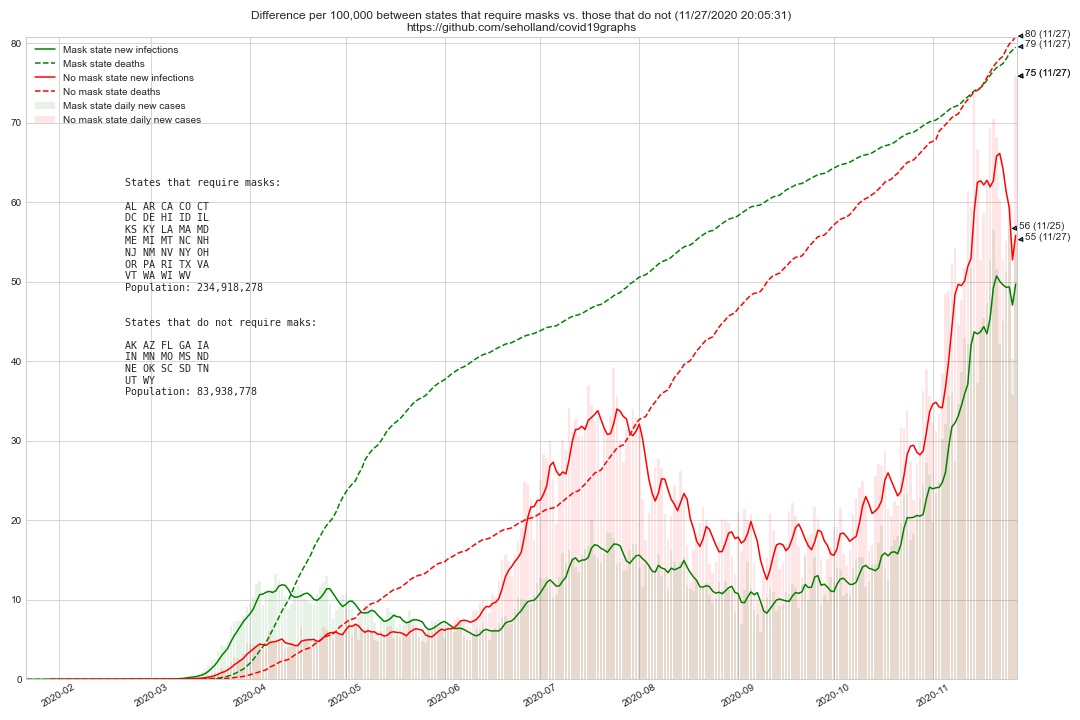 Difference per 100,000 between states that require masks vs. those that do not (11/27/2020 20:05:31)
https://github.com/seholland/covid19graphs
Mask state new infections
Mask state deaths
No mask state new infections
No mask state deaths
Mask state daily new cases
No mask state daily new cases
States that require masks:
AL AR CA CO CT
DC DE HI ID IL
KS KY LA MA MD
ME MI MT NC NH
NJ NM NV NY OH
OR PA RI TX VA
VT WA WI WV
Population: 234,918,278
States that do not require maks:
AK AZ FL GA IA
IN MN MO MS ND
NE OK SC SD TN
UT WY
Population: 83,938,778
80 (11/27)
79 (11/27)
75 (11/27)
56 (11/25)
55 (11/27)
80
70
60
50
40
30
20
10
0
2020-02
2020-03
2020-04
2020-05
2020-06
2020-07
2020-08
2020-09
2020-10
2020-11